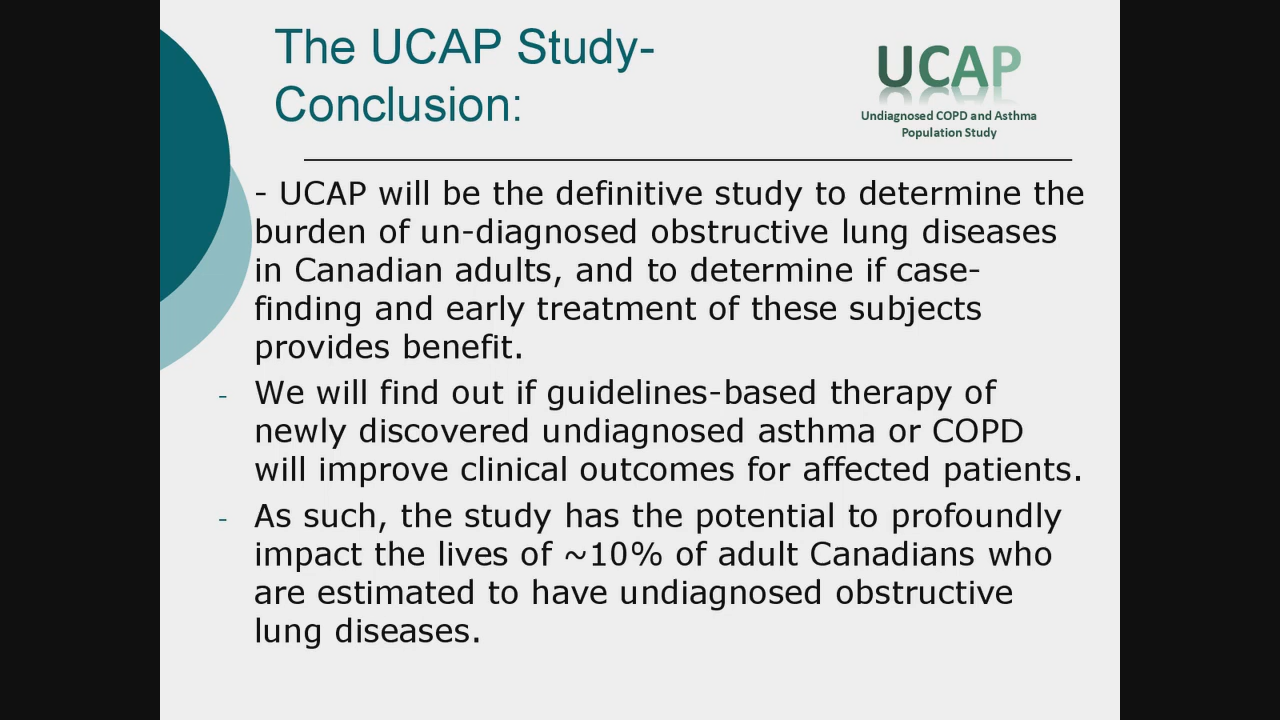 The UCAP Study-
Conclusion:
UCAP
Undiagnosed COPD and Asthma
Population Study
- UCAP will be the definitive study to determine the
burden of un-diagnosed obstructive lung diseases
in Canadian adults, and to determine if case-
finding and early treatment of these subjects
provides benefit.
- We will find out if guidelines-based therapy of
newly discovered undiagnosed asthma or COPD
will improve clinical outcomes for affected patients.
- As such, the study has the potential to profoundly
impact the lives of ~10% of adult Canadians who
are estimated to have undiagnosed obstructive
lung diseases.